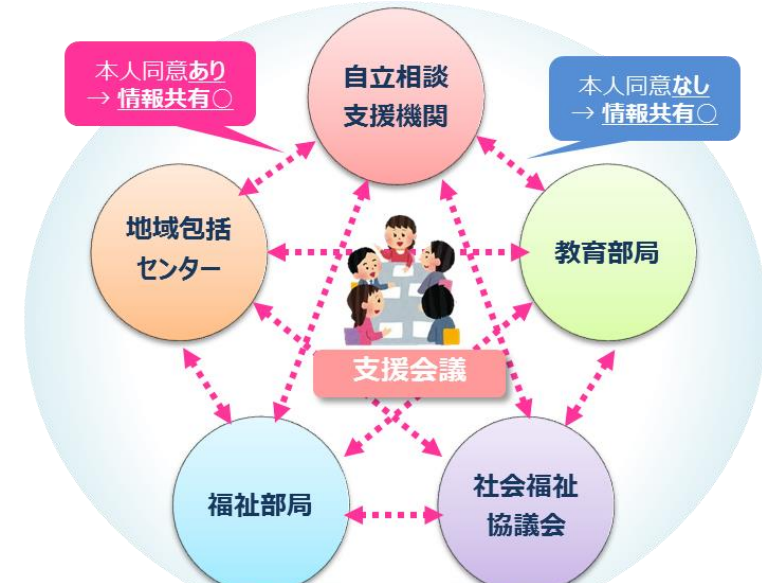 本人同意あり
→ 情報共有○
自立相談
支援機関
本人同意なし
→ 情報共有○
地域包括
センター
教育部局
支援会議
福祉部局
社会福祉
協議会